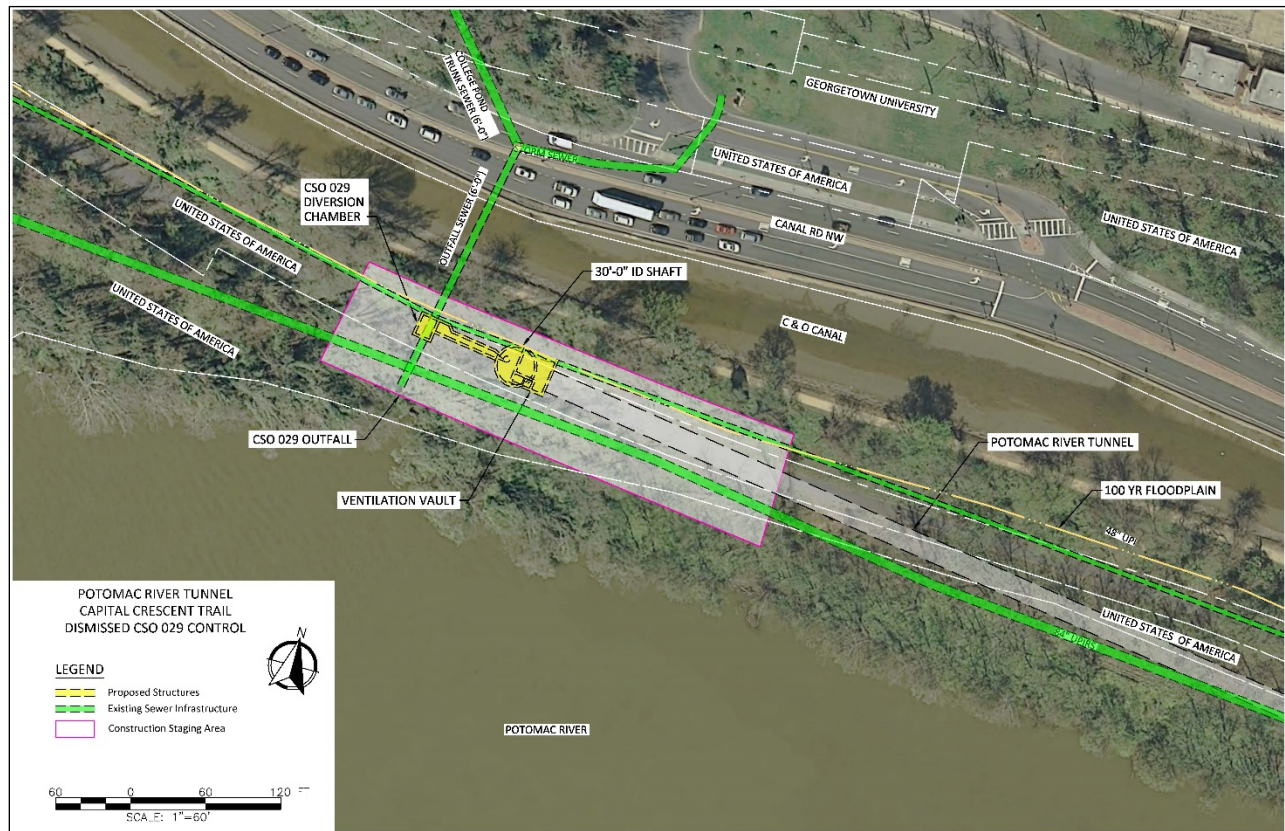 COLLEGE POND
TRUNK SEWER (6'-0")
GEORGETOWN UNIVERSITY
STORM SEWER
UNITED STATES OF AMERICA
CSO 029
DIVERSION
CHAMBER
OUTFALL SEWER (6'-0")
UNITED STATES OF AMERICA
CANAL RD NW
UNITED STATES OF AMERICA
30'-0" ID SHAFT
UNITED STATES OF AMERICA
C & O CANAL
CSO 029 OUTFALL
POTOMAC RIVER TUNNEL
VENTILATION VAULT
100 YR FLOODPLAIN
48" UPI
UNITED STATES OF AMERICA
84" UPIRS
POTOMAC RIVER TUNNEL
CAPITAL CRESCENT TRAIL
DISMISSED CSO 029 CONTROL
N
LEGEND
Proposed Structures
Existing Sewer Infrastructure
Construction Staging Area
POTOMAC RIVER
60 0 60 120
SCALE: 1"=60'